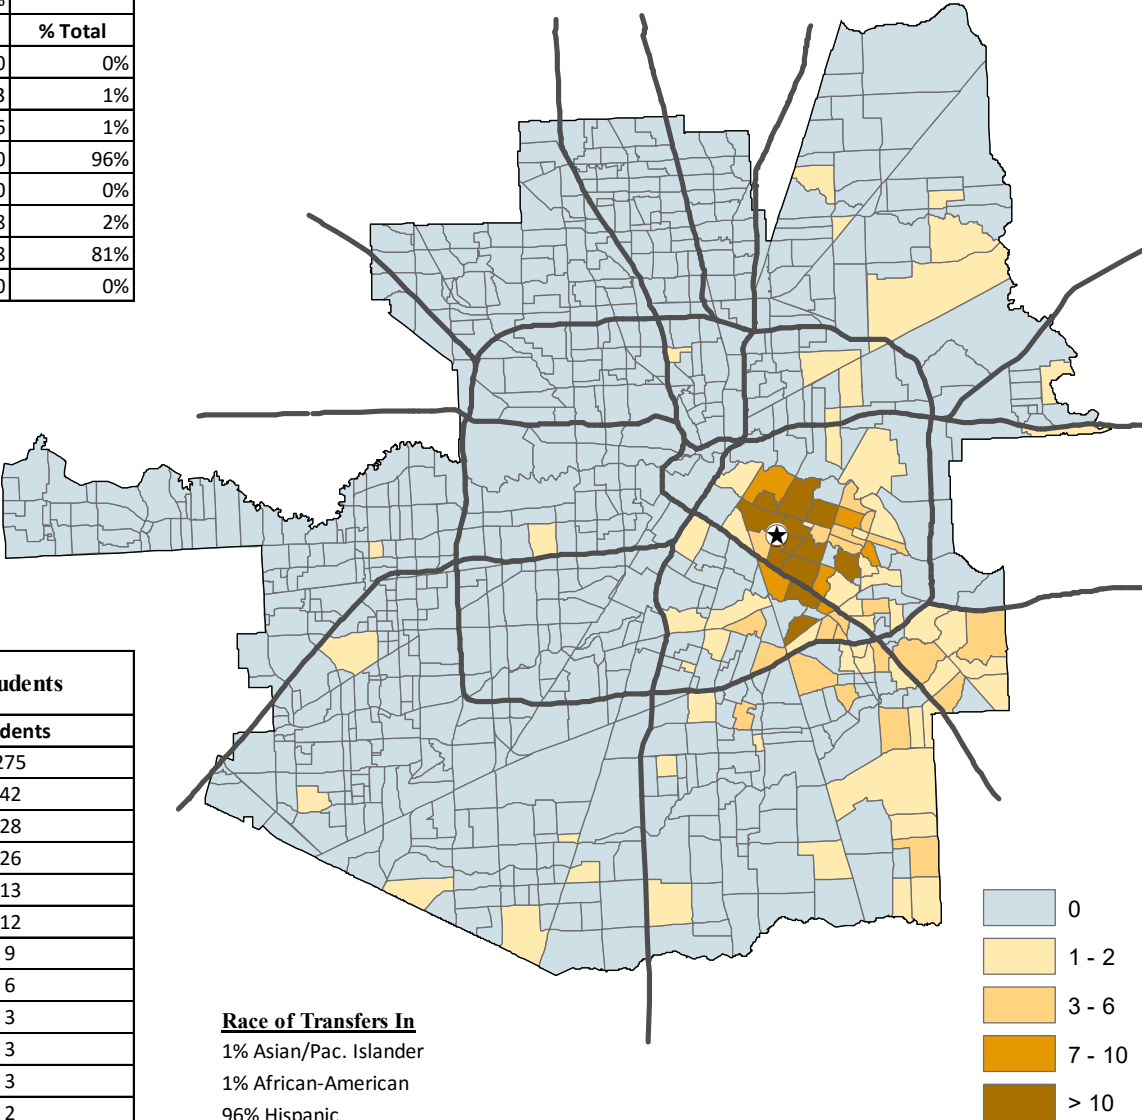 % Total
0%
1%
1%
96%
0%
2%
81%
0%
275
42
28
26
13
12
9
6
3
3
3
2
Race of Transfers In
1% Asian/Pac. Islander
1% African-American
96% Hispanic
0
1 - 2
3 - 6
7 - 10
> 10